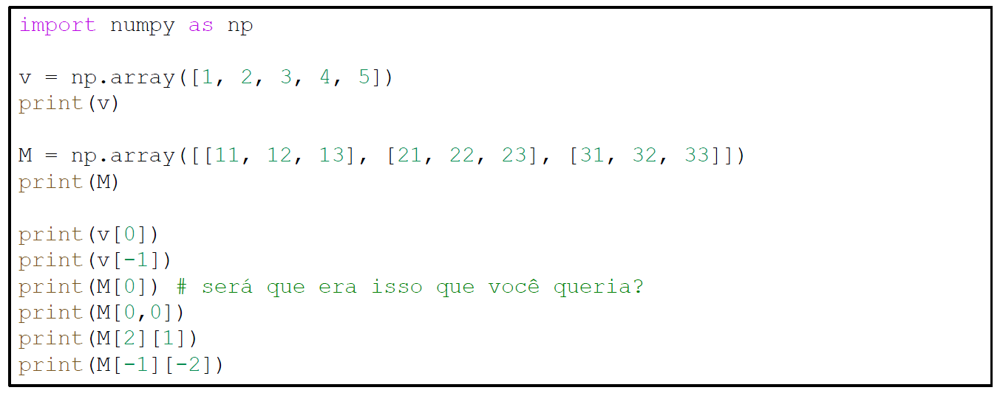 import numpy as np
v = np.array([1, 2, 3, 4, 5])
print(v)
M = np.array([[11, 12, 13], [21, 22, 23], [31, 32, 33]])
print(M)
print(v[0])
print(v[-1])
print(M[0]) # será que era isso que você queria?
print(M[0,0])
print(M[2][1])
print(M[-1][-2])